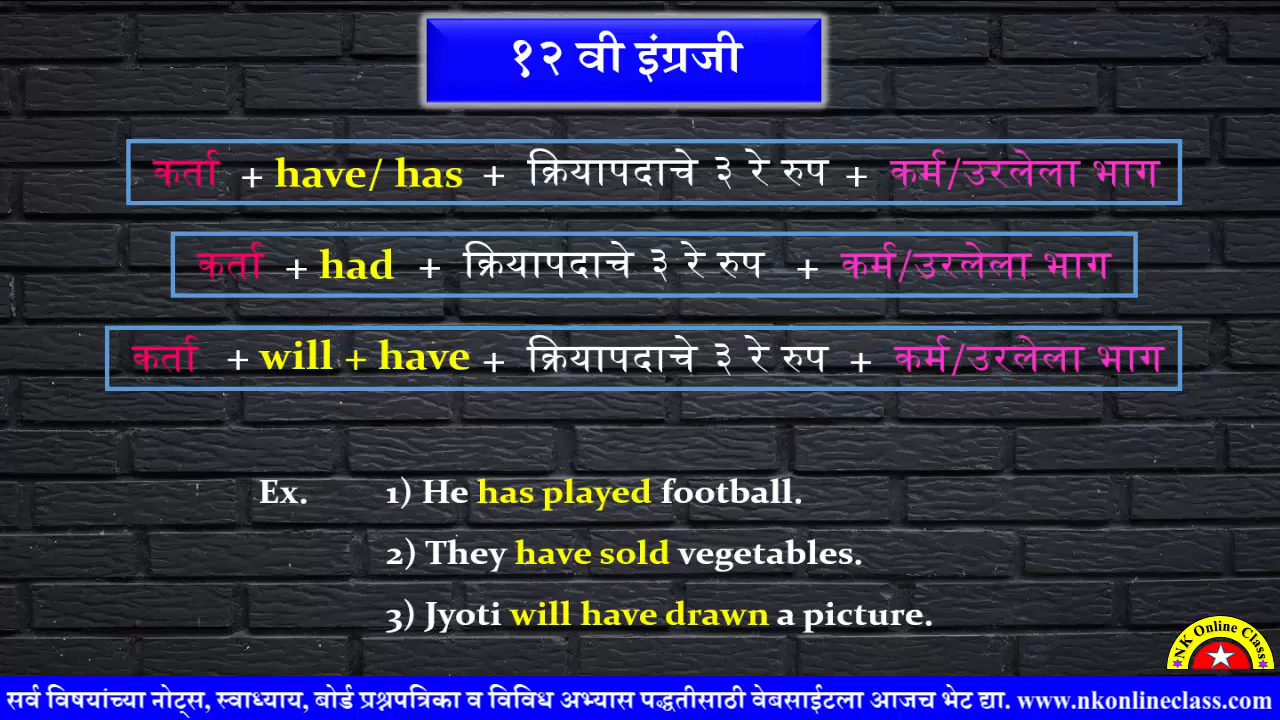 १२ वी इंग्रजी
कर्ता + have/ has + क्रियापदाचे ३ रे रुप + कर्म/उरलेला भाग
कर्ता + had + क्रियापदाचे ३ रे रुप + कर्म/उरलेला भाग
कर्ता + will + have + क्रियापदाचे ३ रे रुप + कर्म/उरलेला भाग
Ex. 1) He has played football.
2) They have sold vegetables.
3) Jyoti will have drawn a picture.
NK Online Class
सर्व विषयांच्या नोट्स, स्वाध्याय, बोर्ड प्रश्नपत्रिका व विविध अभ्यास पद्धतीसाठी वेबसाईटला आजच भेट द्या. www.nkonlineclass.com